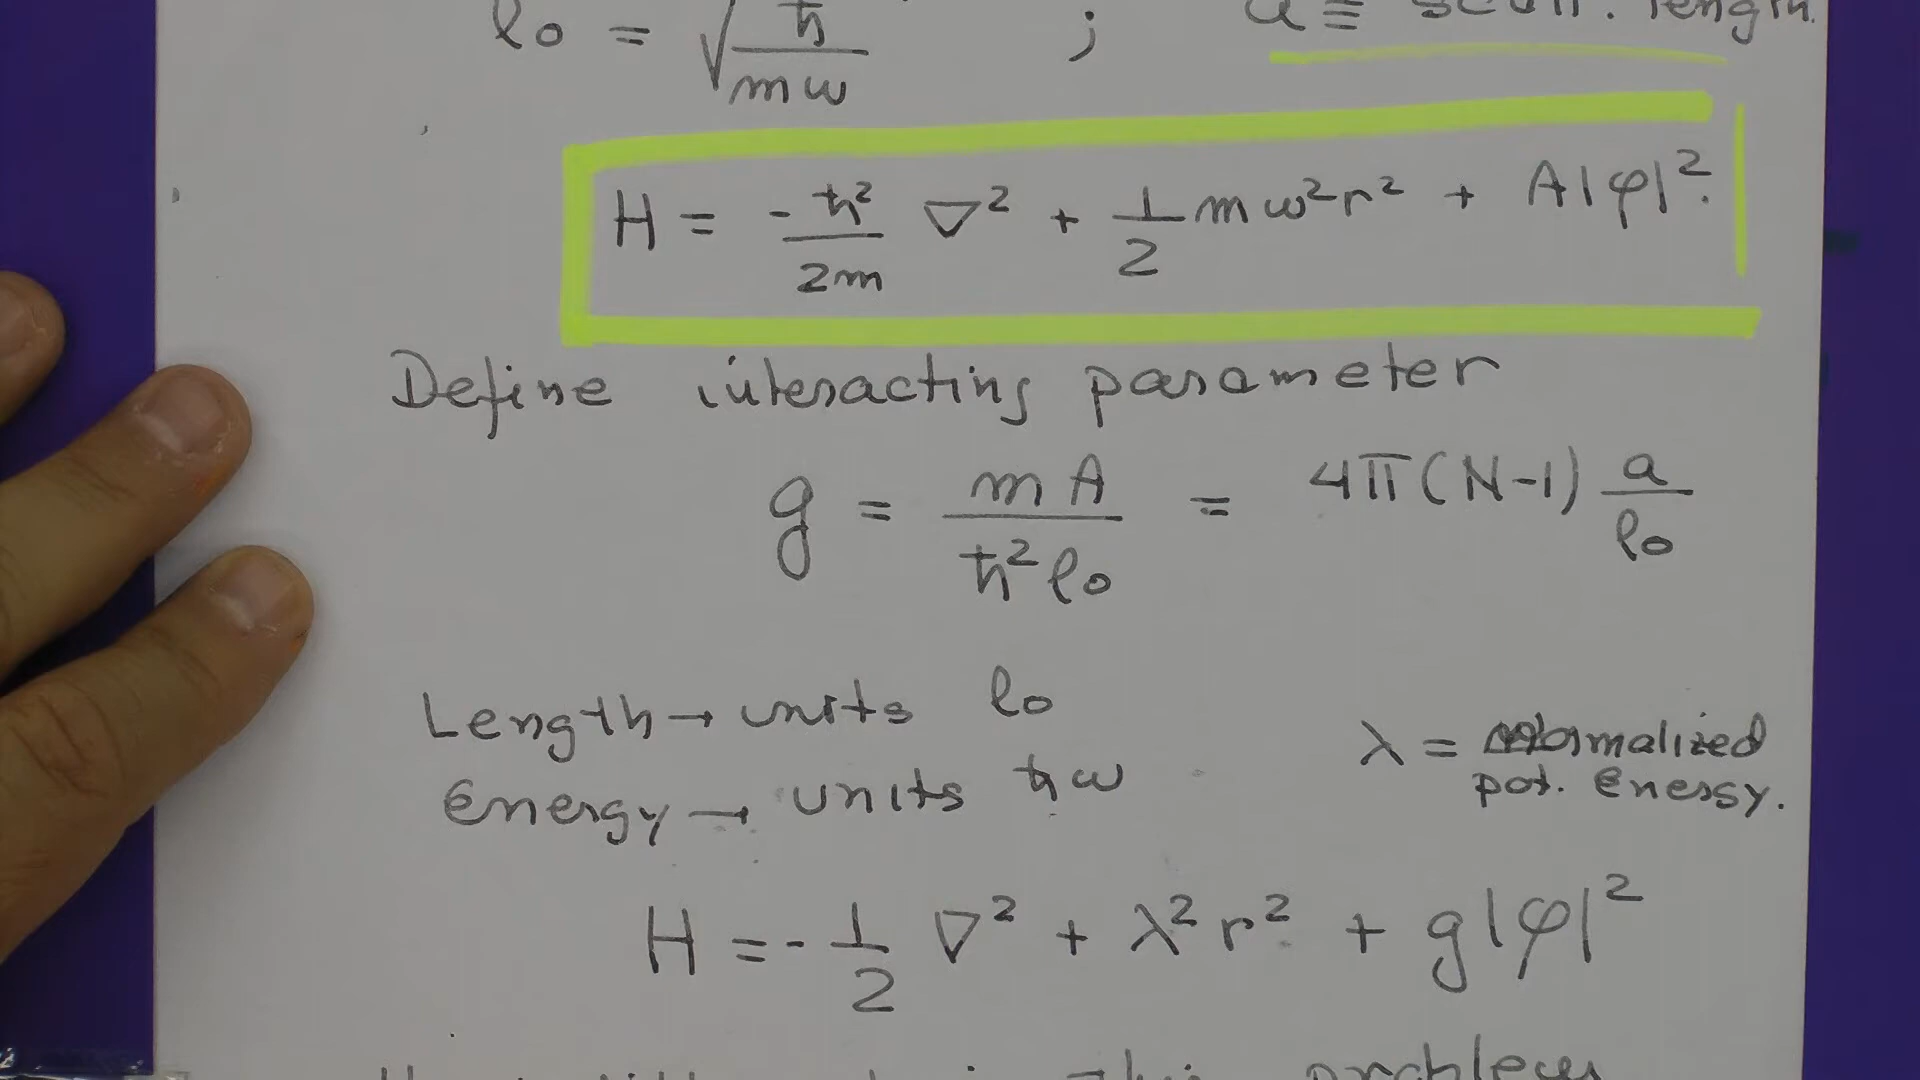 ℓ₀ = √(ħ/mω) ; a ≡ scatt. length.
H = -ħ²/2m ∇² + 1/2 mω²r² + A|φ|².
Define interacting parameter
g = mA/ħ²ℓ₀ = 4π(N-1) a/ℓ₀
Length → units ℓ₀
Energy → units ħω
λ = normalized
pot. Energy.
H = -1/2 ∇² + λ²r² + g|φ|²